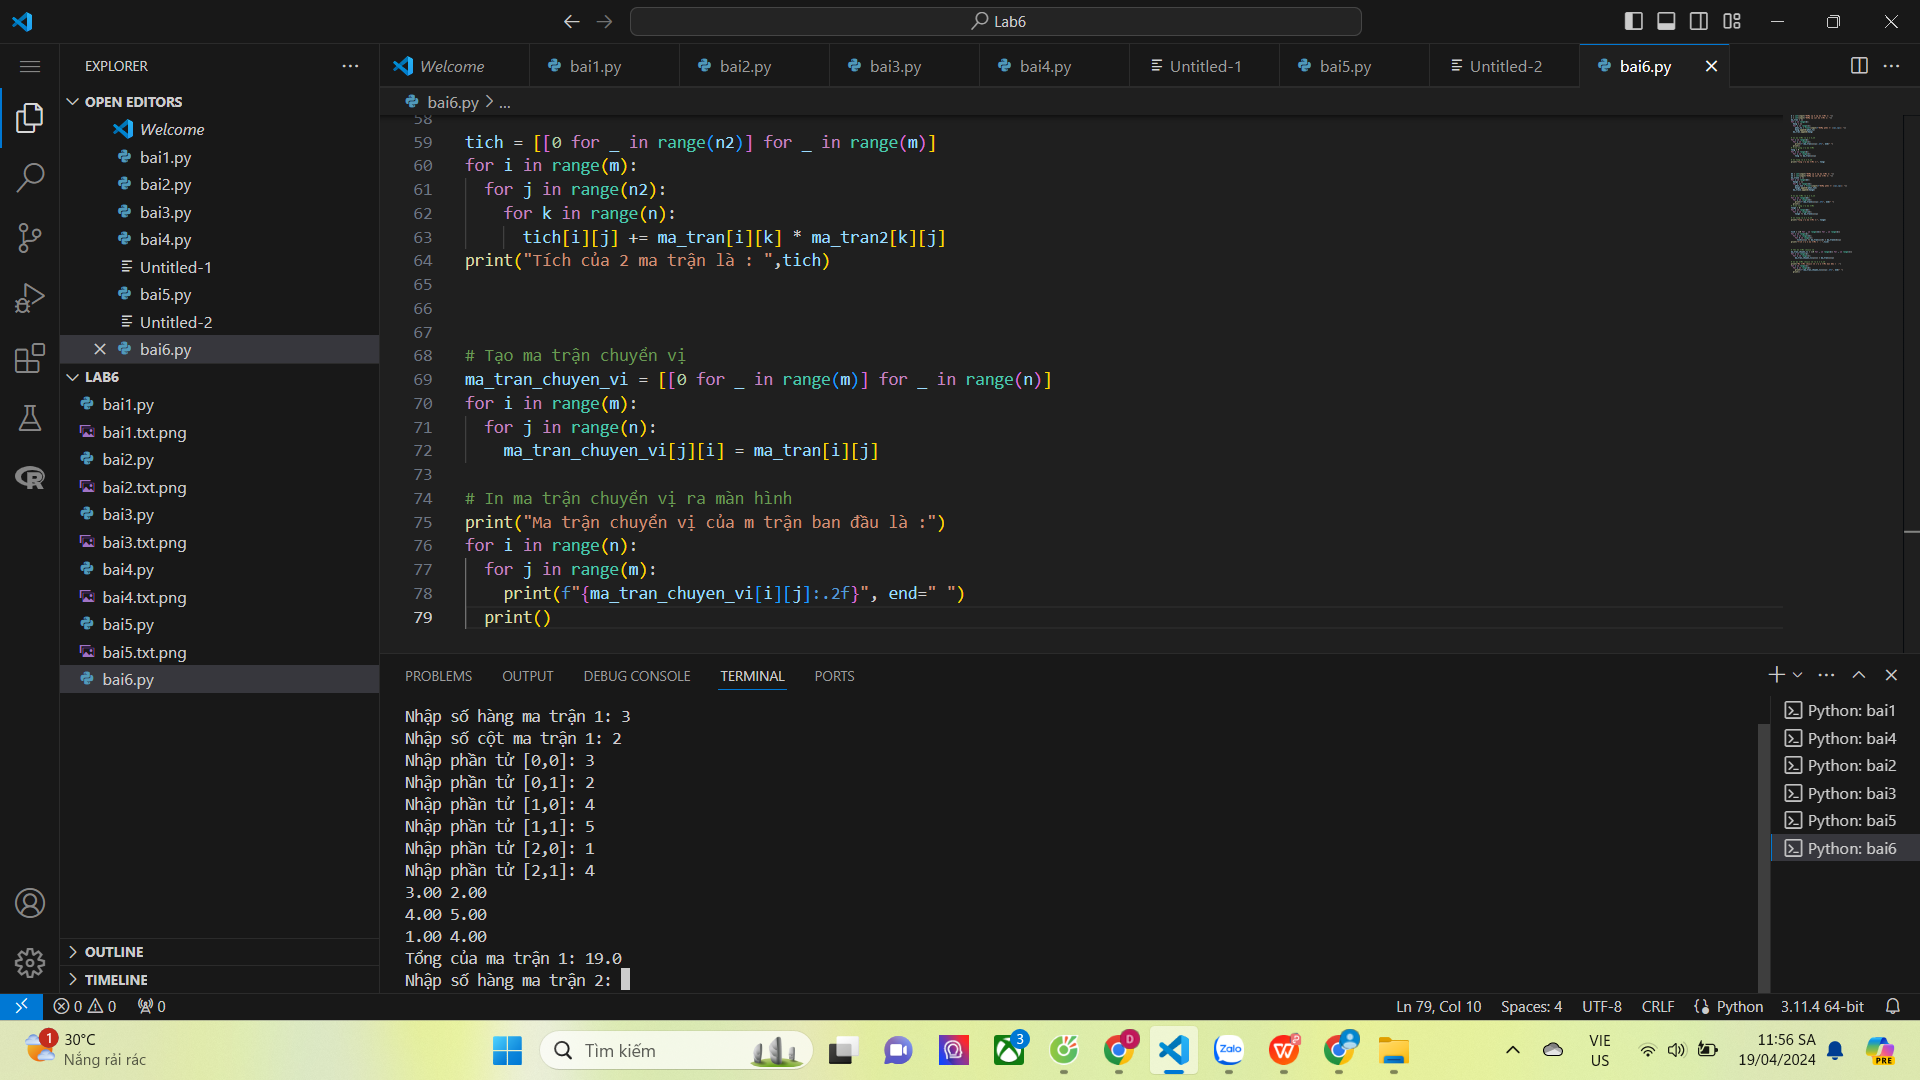 Lab6
EXPLORER
OPEN EDITORS
Welcome
bai1.py
bai2.py
bai3.py
bai4.py
Untitled-1
bai5.py
Untitled-2
bai6.py
LAB6
bai1.py
bai1.txt.png
bai2.py
bai2.txt.png
bai3.py
bai3.txt.png
bai4.py
bai4.txt.png
bai5.py
bai5.txt.png
bai6.py
OUTLINE
TIMELINE
Welcome bai1.py bai2.py bai3.py bai4.py Untitled-1 bai5.py Untitled-2 bai6.py
bai6.py > ...
58
59 tich = [[0 for _ in range(n2)] for _ in range(m)]
60 for i in range(m):
61 for j in range(n2):
62 for k in range(n):
63 tich[i][j] += ma_tran[i][k] * ma_tran2[k][j]
64 print("Tích của 2 ma trận là : ",tich)
65
66
67
68 # Tạo ma trận chuyển vị
69 ma_tran_chuyen_vi = [[0 for _ in range(m)] for _ in range(n)]
70 for i in range(m):
71 for j in range(n):
72 ma_tran_chuyen_vi[j][i] = ma_tran[i][j]
73
74 # In ma trận chuyển vị ra màn hình
75 print("Ma trận chuyển vị của m trận ban đầu là :")
76 for i in range(n):
77 for j in range(m):
78 print(f"{ma_tran_chuyen_vi[i][j]:.2f}", end=" ")
79 print()
PROBLEMS OUTPUT DEBUG CONSOLE TERMINAL PORTS
Nhập số hàng ma trận 1: 3
Nhập số cột ma trận 1: 2
Nhập phần tử [0,0]: 3
Nhập phần tử [0,1]: 2
Nhập phần tử [1,0]: 4
Nhập phần tử [1,1]: 5
Nhập phần tử [2,0]: 1
Nhập phần tử [2,1]: 4
3.00 2.00
4.00 5.00
1.00 4.00
Tổng của ma trận 1: 19.0
Nhập số hàng ma trận 2:
Python: bai1
Python: bai4
Python: bai2
Python: bai3
Python: bai5
Python: bai6
0 0 0 Ln 79, Col 10 Spaces: 4 UTF-8 CRLF Python 3.11.4 64-bit
1
30°C
Nắng rải rác
Tìm kiếm
3
D
Zalo
VIE
US
11:56 SA
19/04/2024
PRE